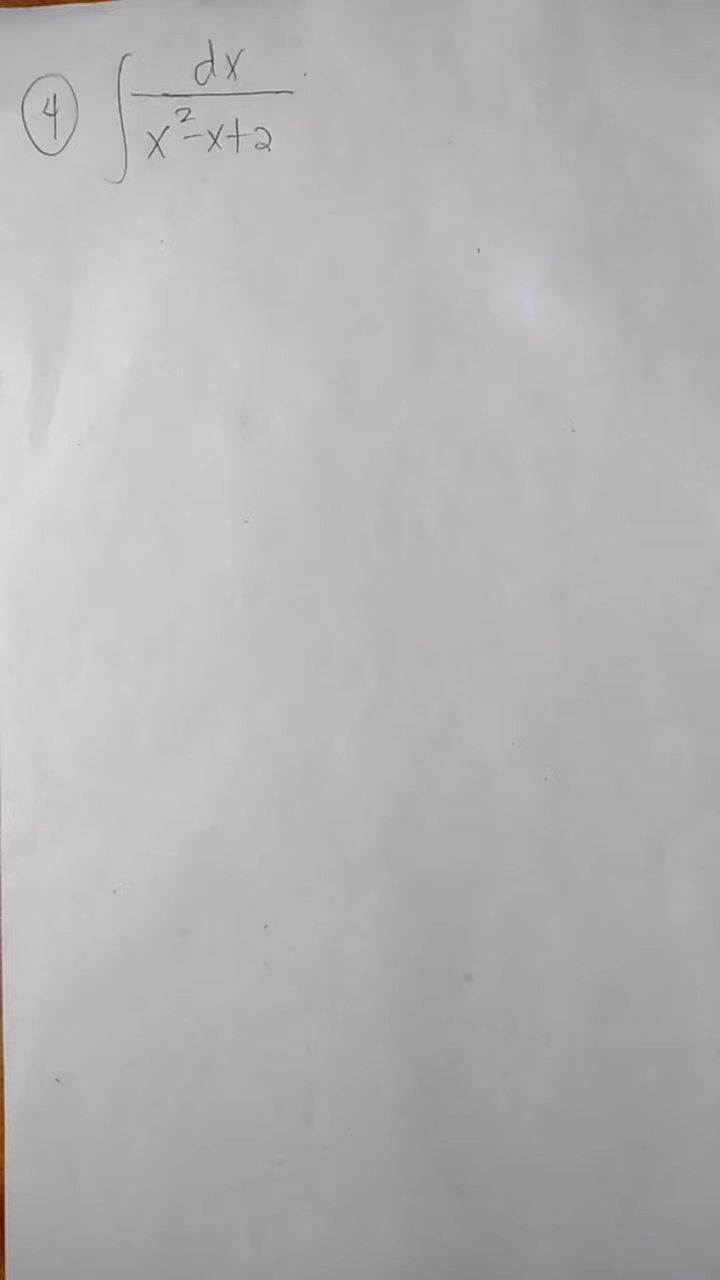 ④ ∫ dx / (x² - x + 2)